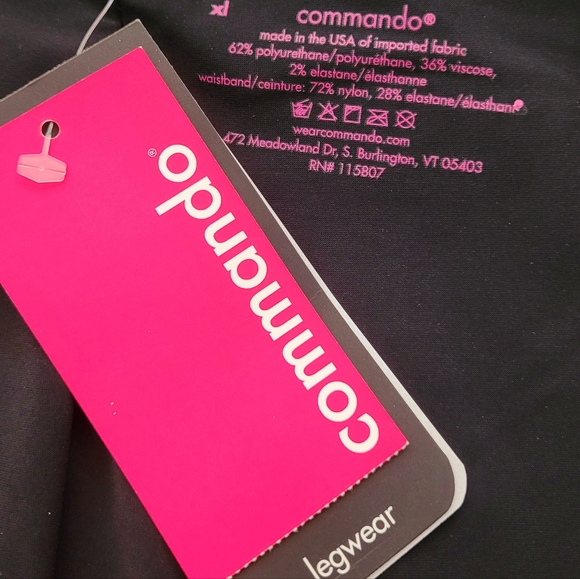 xl
commando®
made in the USA of imported fabric
62% polyurethane/polyuréthane, 36% viscose,
2% elastane/élasthanne
waistband/ceinture: 72% nylon, 28% elastane/élasthane
wearcommando.com
472 Meadowland Dr, S. Burlington, VT 05403
RN# 115807
commando®
legwear